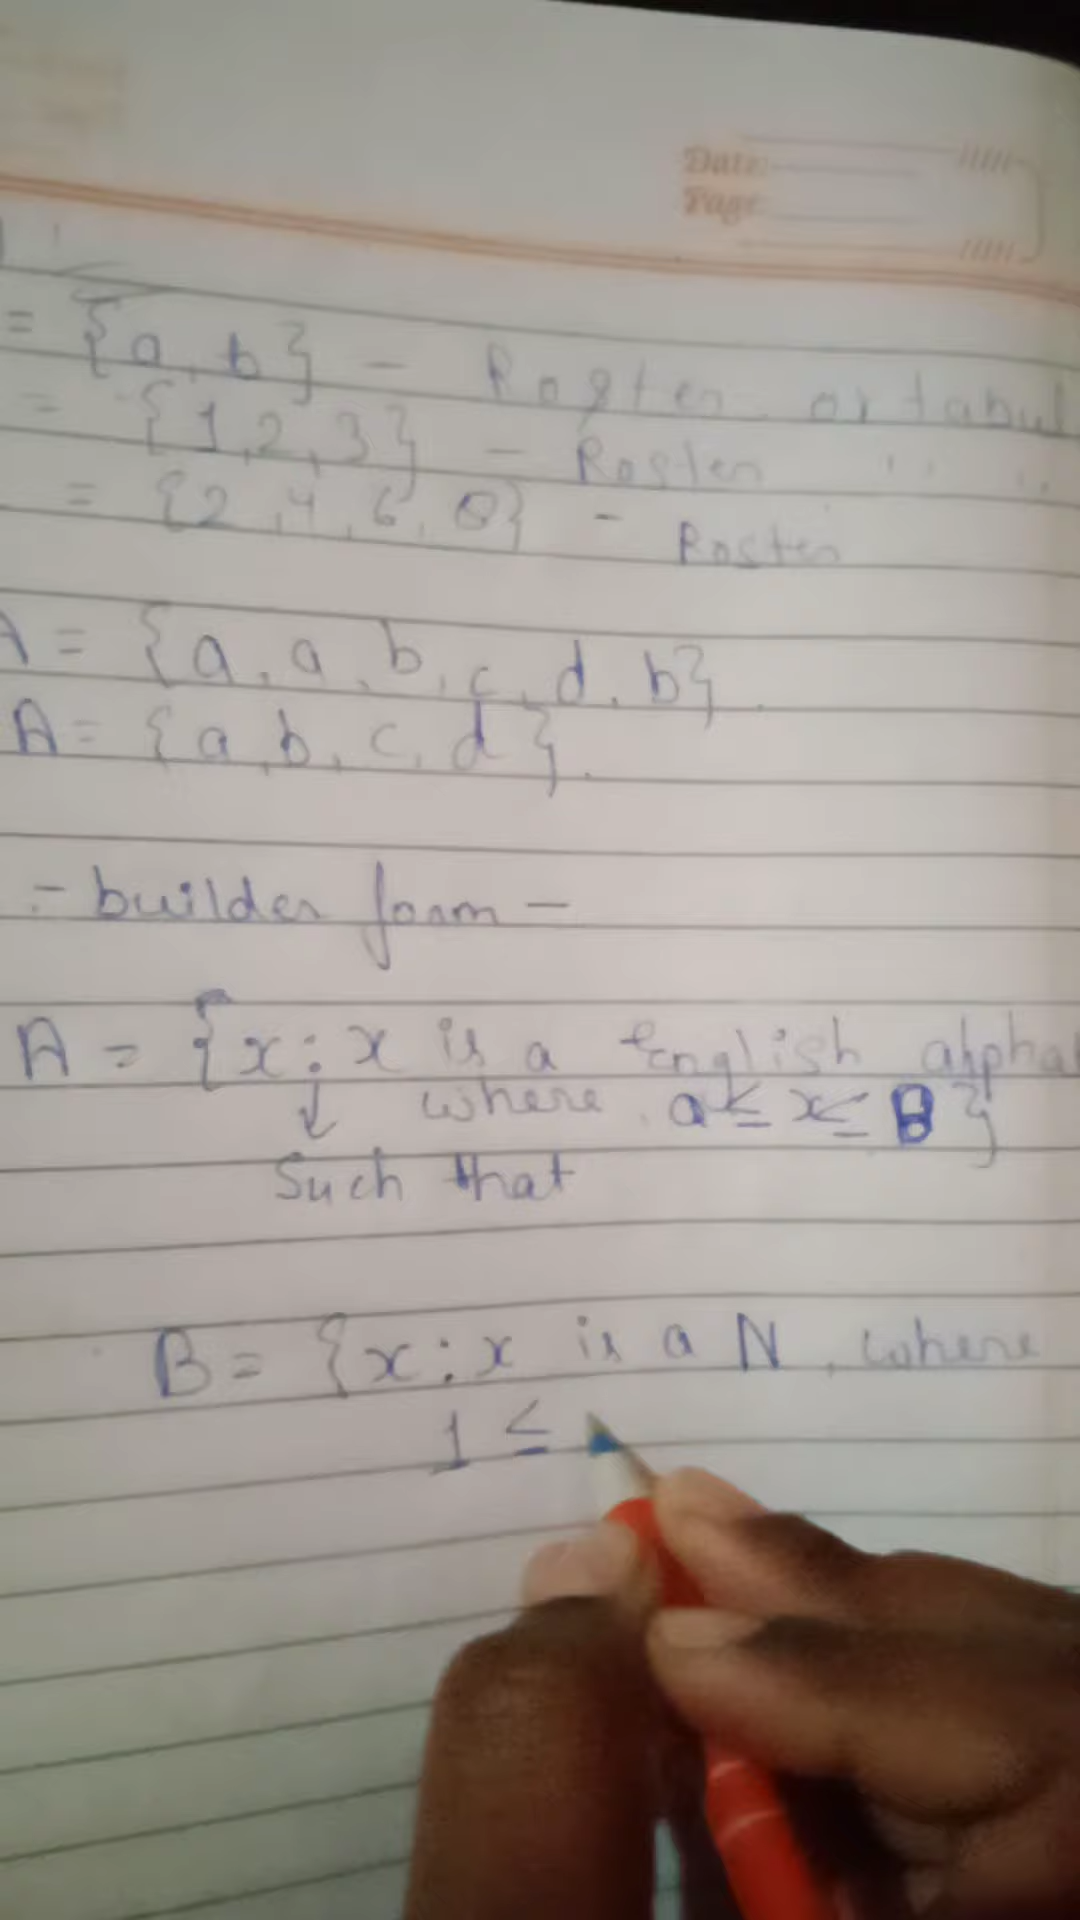 Date:
Page:
= {a, b} - Roster or tabul
= {1, 2, 3} - Roster " "
= {2, 4, 6, 8} - Roster
A = {a, a, b, c, d, b}.
A = {a, b, c, d}.
- builder form -
A = {x : x is a English alpha
↓ where a ≤ x ≤ B}
Such that
B = {x : x is a N, where
1 ≤